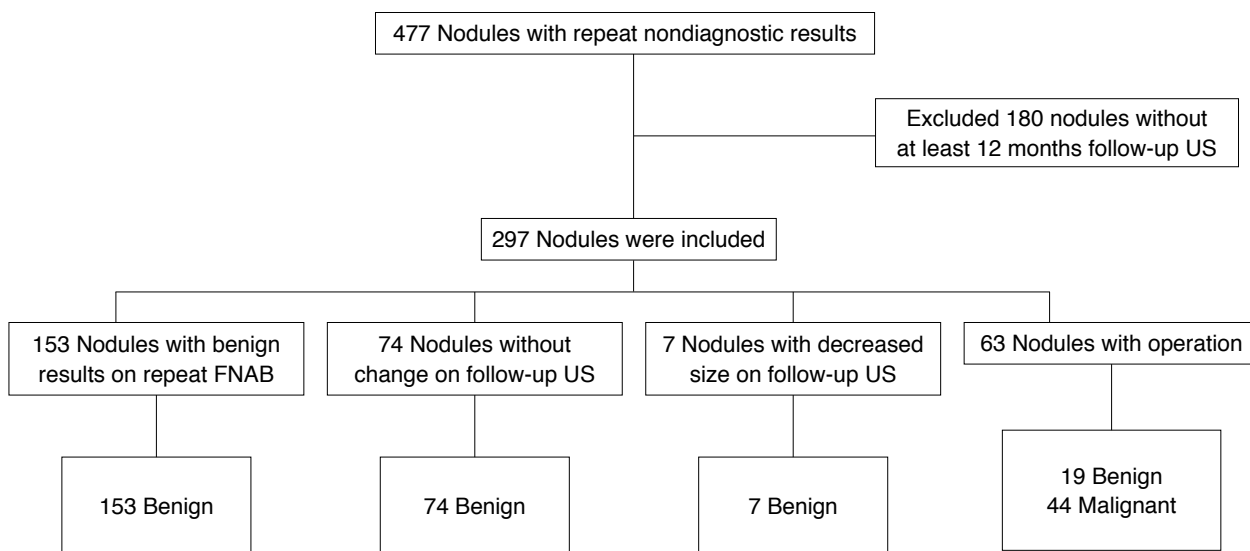 477 Nodules with repeat nondiagnostic results
Excluded 180 nodules without
at least 12 months follow-up US
297 Nodules were included
153 Nodules with benign
results on repeat FNAB
74 Nodules without
change on follow-up US
7 Nodules with decreased
size on follow-up US
63 Nodules with operation
153 Benign
74 Benign
7 Benign
19 Benign
44 Malignant